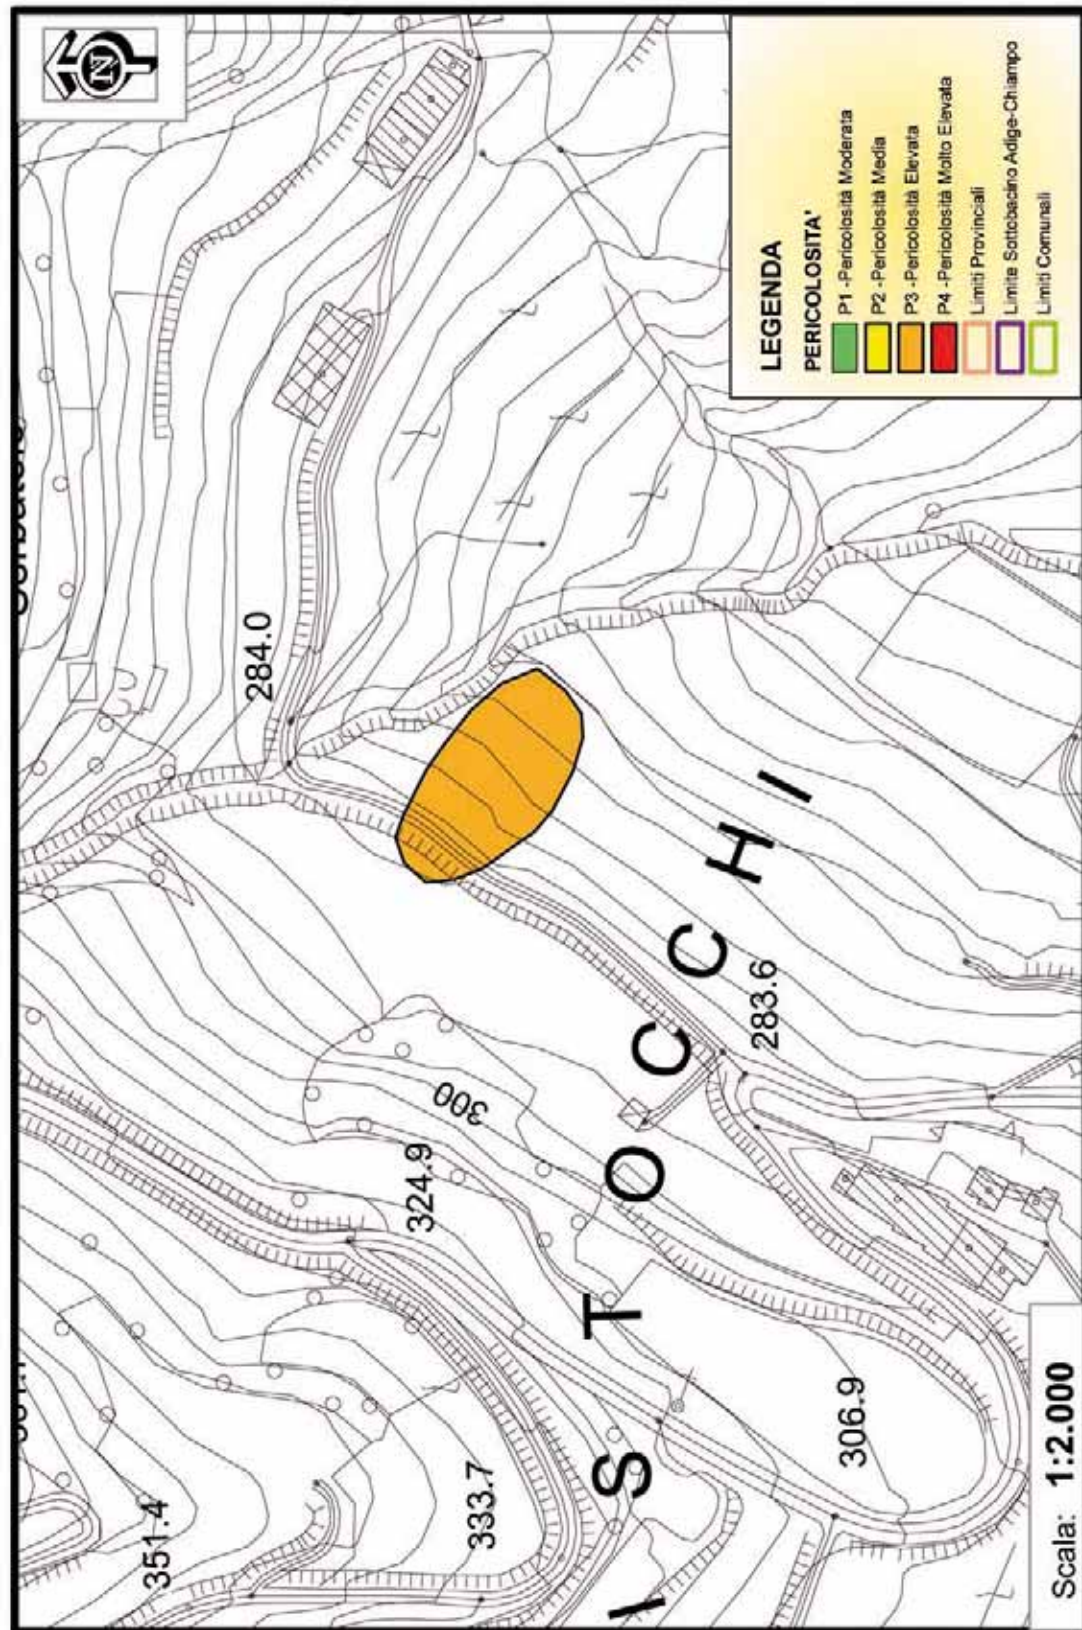 N
LEGENDA
PERICOLOSITA'
P1 -Pericolosità Moderata
P2 -Pericolosità Media
P3 -Pericolosità Elevata
P4 -Pericolosità Molto Elevata
Limiti Provinciali
Limite Sottobacino Adige-Chiampo
Limiti Comunali
351.4
333.7
324.9
300
284.0
306.9
283.6
I STOCCHI
Scala: 1:2.000